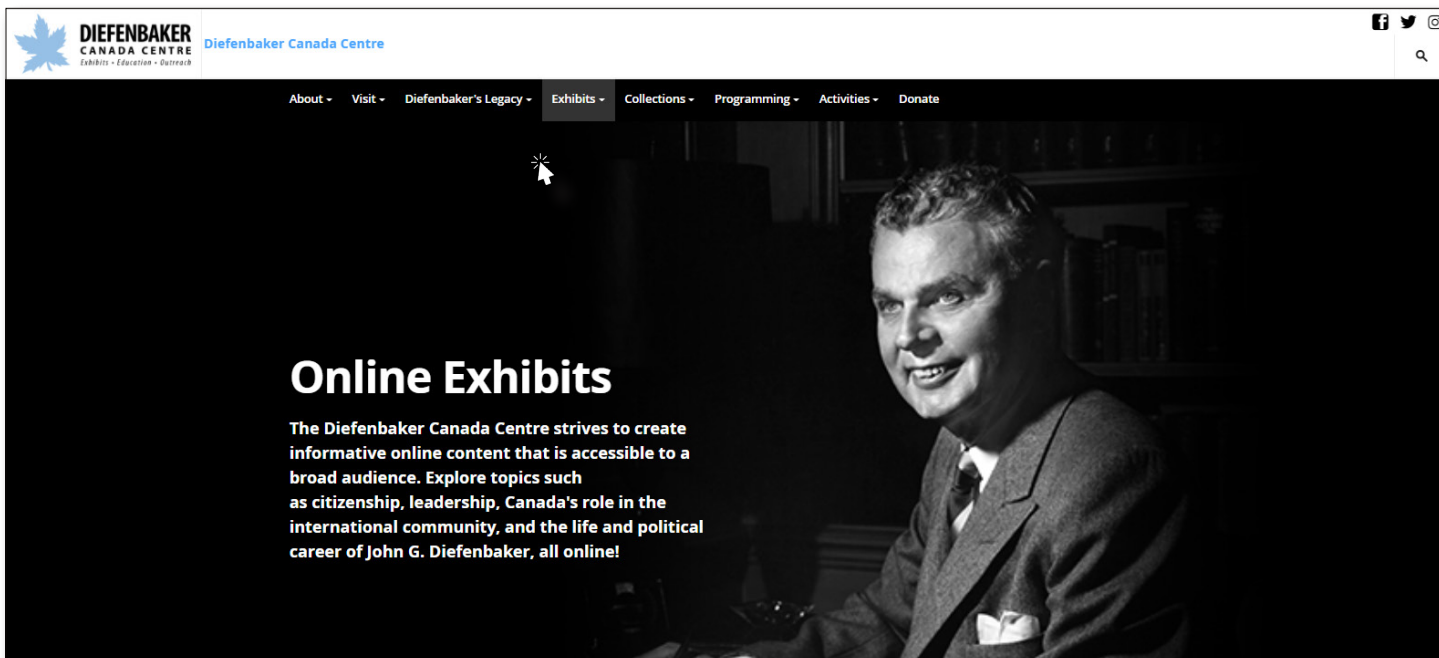 DIEFENBAKER
CANADA CENTRE
Exhibits • Education • Outreach
Diefenbaker Canada Centre
About Visit Diefenbaker's Legacy Exhibits Collections Programming Activities Donate
Online Exhibits
The Diefenbaker Canada Centre strives to create
informative online content that is accessible to a
broad audience. Explore topics such
as citizenship, leadership, Canada's role in the
international community, and the life and political
career of John G. Diefenbaker, all online!